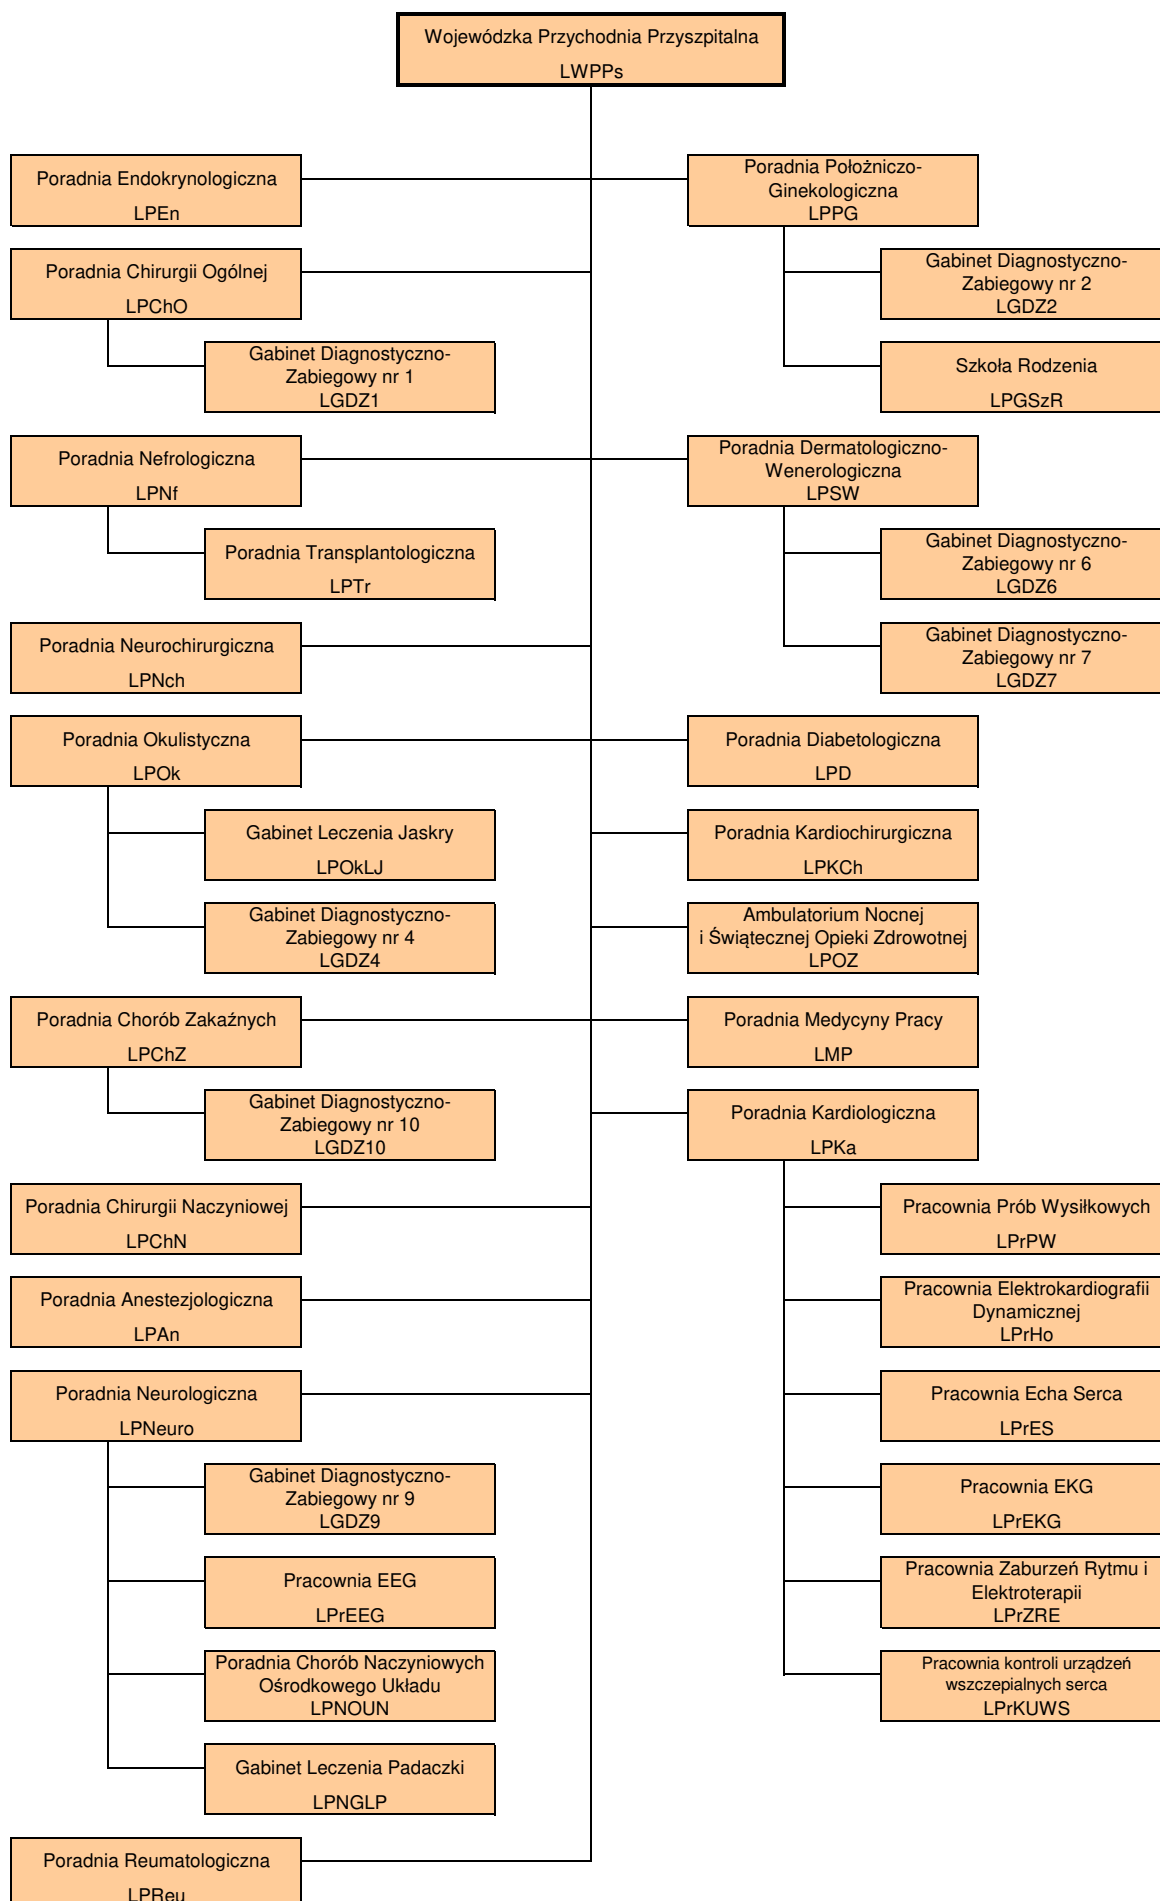 Wojewódzka Przychodnia Przyszpitalna
LWPPs
Poradnia Endokrynologiczna
LPEn
Poradnia Chirurgii Ogólnej
LPChO
Gabinet Diagnostyczno-
Zabiegowy nr 1
LGDZ1
Poradnia Nefrologiczna
LPNf
Poradnia Transplantologiczna
LPTr
Poradnia Neurochirurgiczna
LPNch
Poradnia Okulistyczna
LPOk
Gabinet Leczenia Jaskry
LPOkLJ
Gabinet Diagnostyczno-
Zabiegowy nr 4
LGDZ4
Poradnia Chorób Zakaźnych
LPChZ
Gabinet Diagnostyczno-
Zabiegowy nr 10
LGDZ10
Poradnia Chirurgii Naczyniowej
LPChN
Poradnia Anestezjologiczna
LPAn
Poradnia Neurologiczna
LPNeuro
Gabinet Diagnostyczno-
Zabiegowy nr 9
LGDZ9
Pracownia EEG
LPrEEG
Poradnia Chorób Naczyniowych
Ośrodkowego Układu
LPNOUN
Gabinet Leczenia Padaczki
LPNGLP
Poradnia Reumatologiczna
LPReu
Poradnia Położniczo-
Ginekologiczna
LPPG
Gabinet Diagnostyczno-
Zabiegowy nr 2
LGDZ2
Szkoła Rodzenia
LPGSzR
Poradnia Dermatologiczno-
Wenerologiczna
LPSW
Gabinet Diagnostyczno-
Zabiegowy nr 6
LGDZ6
Gabinet Diagnostyczno-
Zabiegowy nr 7
LGDZ7
Poradnia Diabetologiczna
LPD
Poradnia Kardiochirurgiczna
LPKCh
Ambulatorium Nocnej
i Świątecznej Opieki Zdrowotnej
LPOZ
Poradnia Medycyny Pracy
LMP
Poradnia Kardiologiczna
LPKa
Pracownia Prób Wysiłkowych
LPrPW
Pracownia Elektrokardiografii
Dynamicznej
LPrHo
Pracownia Echa Serca
LPrES
Pracownia EKG
LPrEKG
Pracownia Zaburzeń Rytmu i
Elektroterapii
LPrZRE
Pracownia kontroli urządzeń
wszczepialnych serca
LPrKUWS